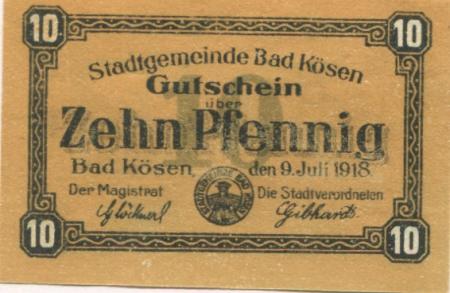 10 10
Stadtgemeinde Bad Kösen
Gutschein
über
10
Zehn Pfennig
Bad Kösen, den 9. Juli 1918
Der Magistrat Die Stadtverordneten
10 10